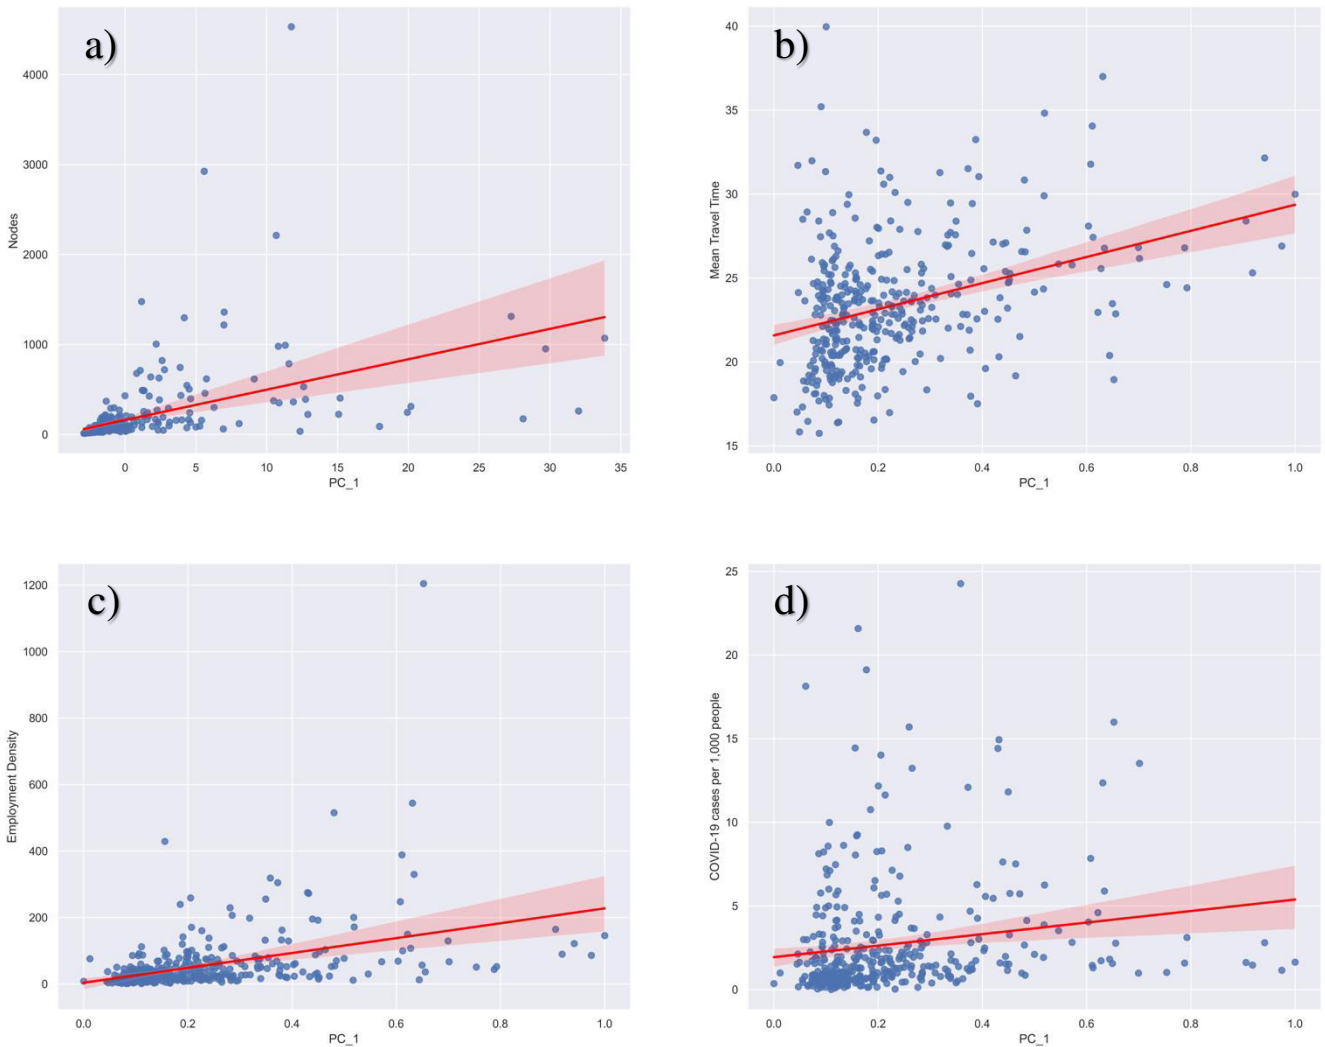 a)
4000
3000
2000
1000
0
Nodes
0 5 10 15 20 25 30 35
PC_1
b)
40
35
30
25
20
15
Mean Travel Time
0.0 0.2 0.4 0.6 0.8 1.0
PC_1
c)
1200
1000
800
600
400
200
0
Employment Density
0.0 0.2 0.4 0.6 0.8 1.0
PC_1
d)
25
20
15
10
5
0
COVID-19 cases per 1,000 people
0.0 0.2 0.4 0.6 0.8 1.0
PC_1